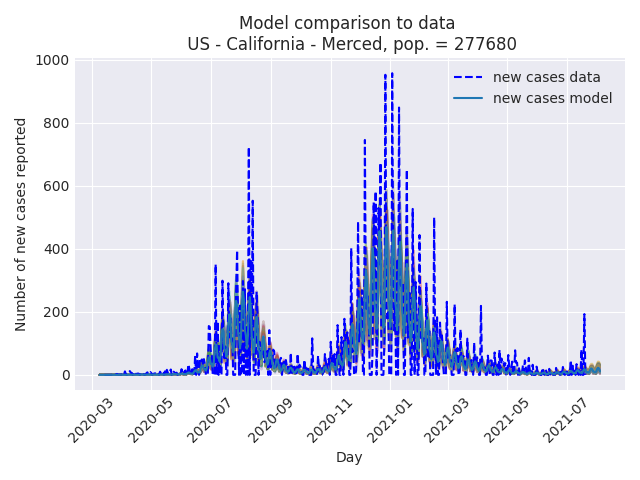 Model comparison to data
US - California - Merced, pop. = 277680
new cases data
new cases model
Number of new cases reported
1000
800
600
400
200
0
2020-03
2020-05
2020-07
2020-09
2020-11
2021-01
2021-03
2021-05
2021-07
Day